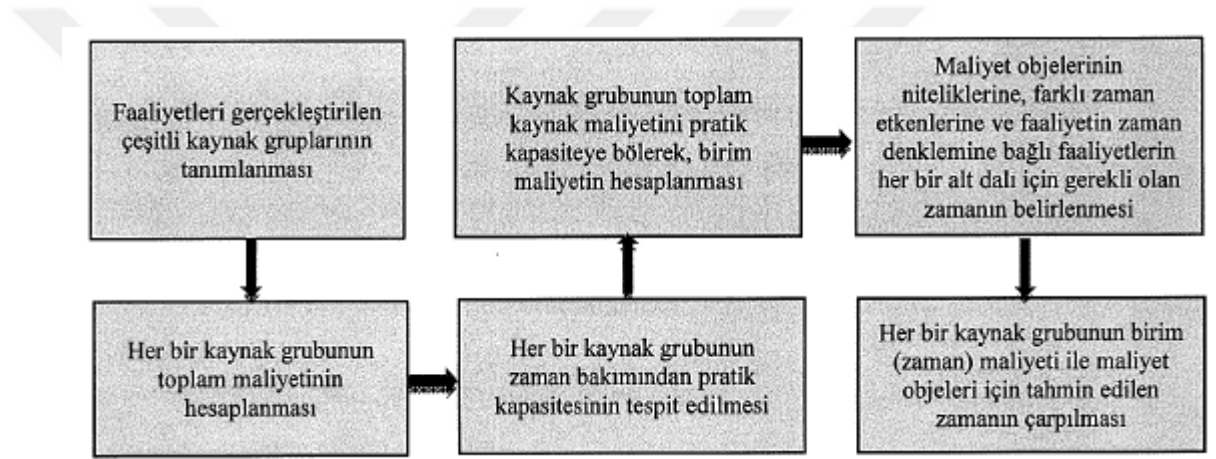 Faaliyetleri gerçekleştirilen
çeşitli kaynak gruplarının
tanımlanması
Her bir kaynak grubunun
toplam maliyetinin
hesaplanması
Her bir kaynak grubunun
zaman bakımından pratik
kapasitesinin tespit edilmesi
Kaynak grubunun toplam
kaynak maliyetini pratik
kapasiteye bölerek, birim
maliyetin hesaplanması
Maliyet objelerinin
niteliklerine, farklı zaman
etkenlerine ve faaliyetin zaman
denklemine bağlı faaliyetlerin
her bir alt dalı için gerekli olan
zamanın belirlenmesi
Her bir kaynak grubunun birim
(zaman) maliyeti ile maliyet
objeleri için tahmin edilen
zamanın çarpılması